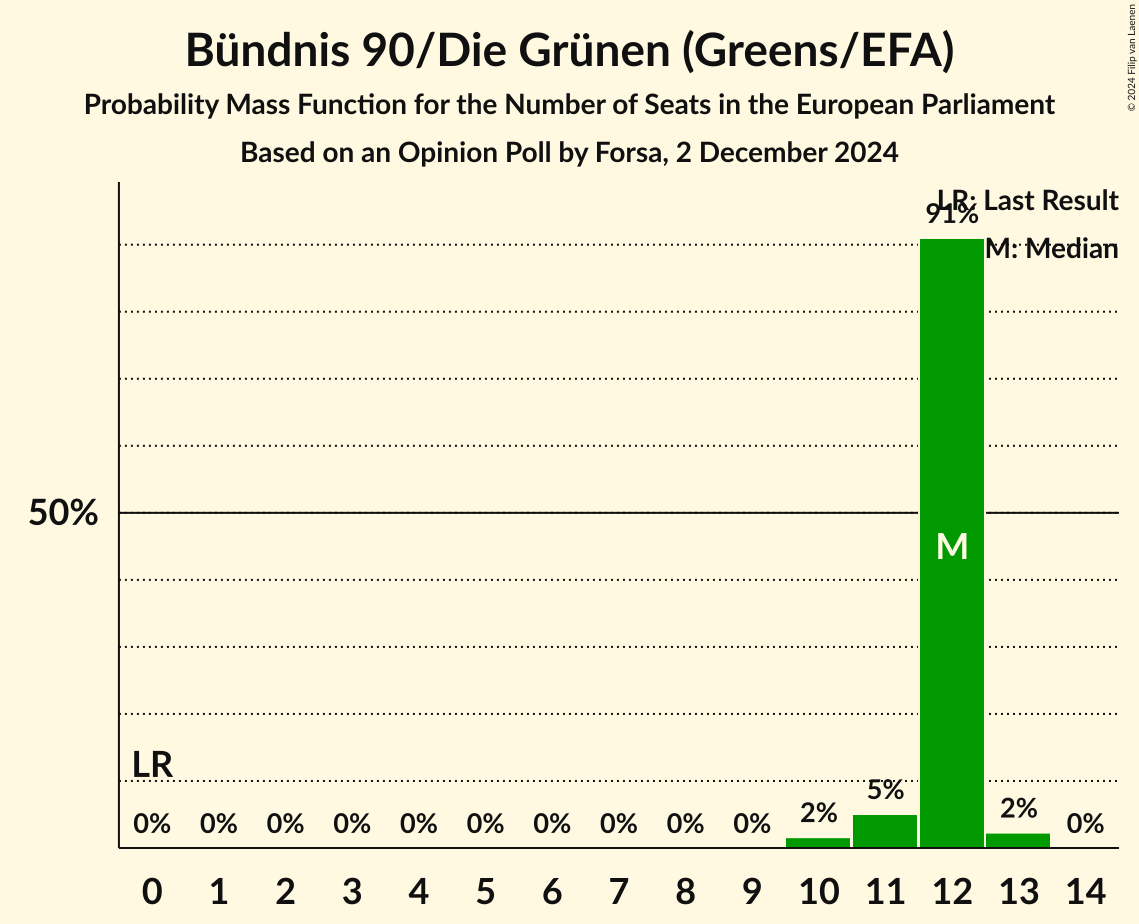 Bündnis 90/Die Grünen (Greens/EFA)
Probability Mass Function for the Number of Seats in the European Parliament
Based on an Opinion Poll by Forsa, 2 December 2024
© 2024 Filip van Laenen
LR: Last Result
91%
M: Median
50%
M
LR
0% 0% 0% 0% 0% 0% 0% 0% 0% 0% 2% 5% 2% 0%
0 1 2 3 4 5 6 7 8 9 10 11 12 13 14